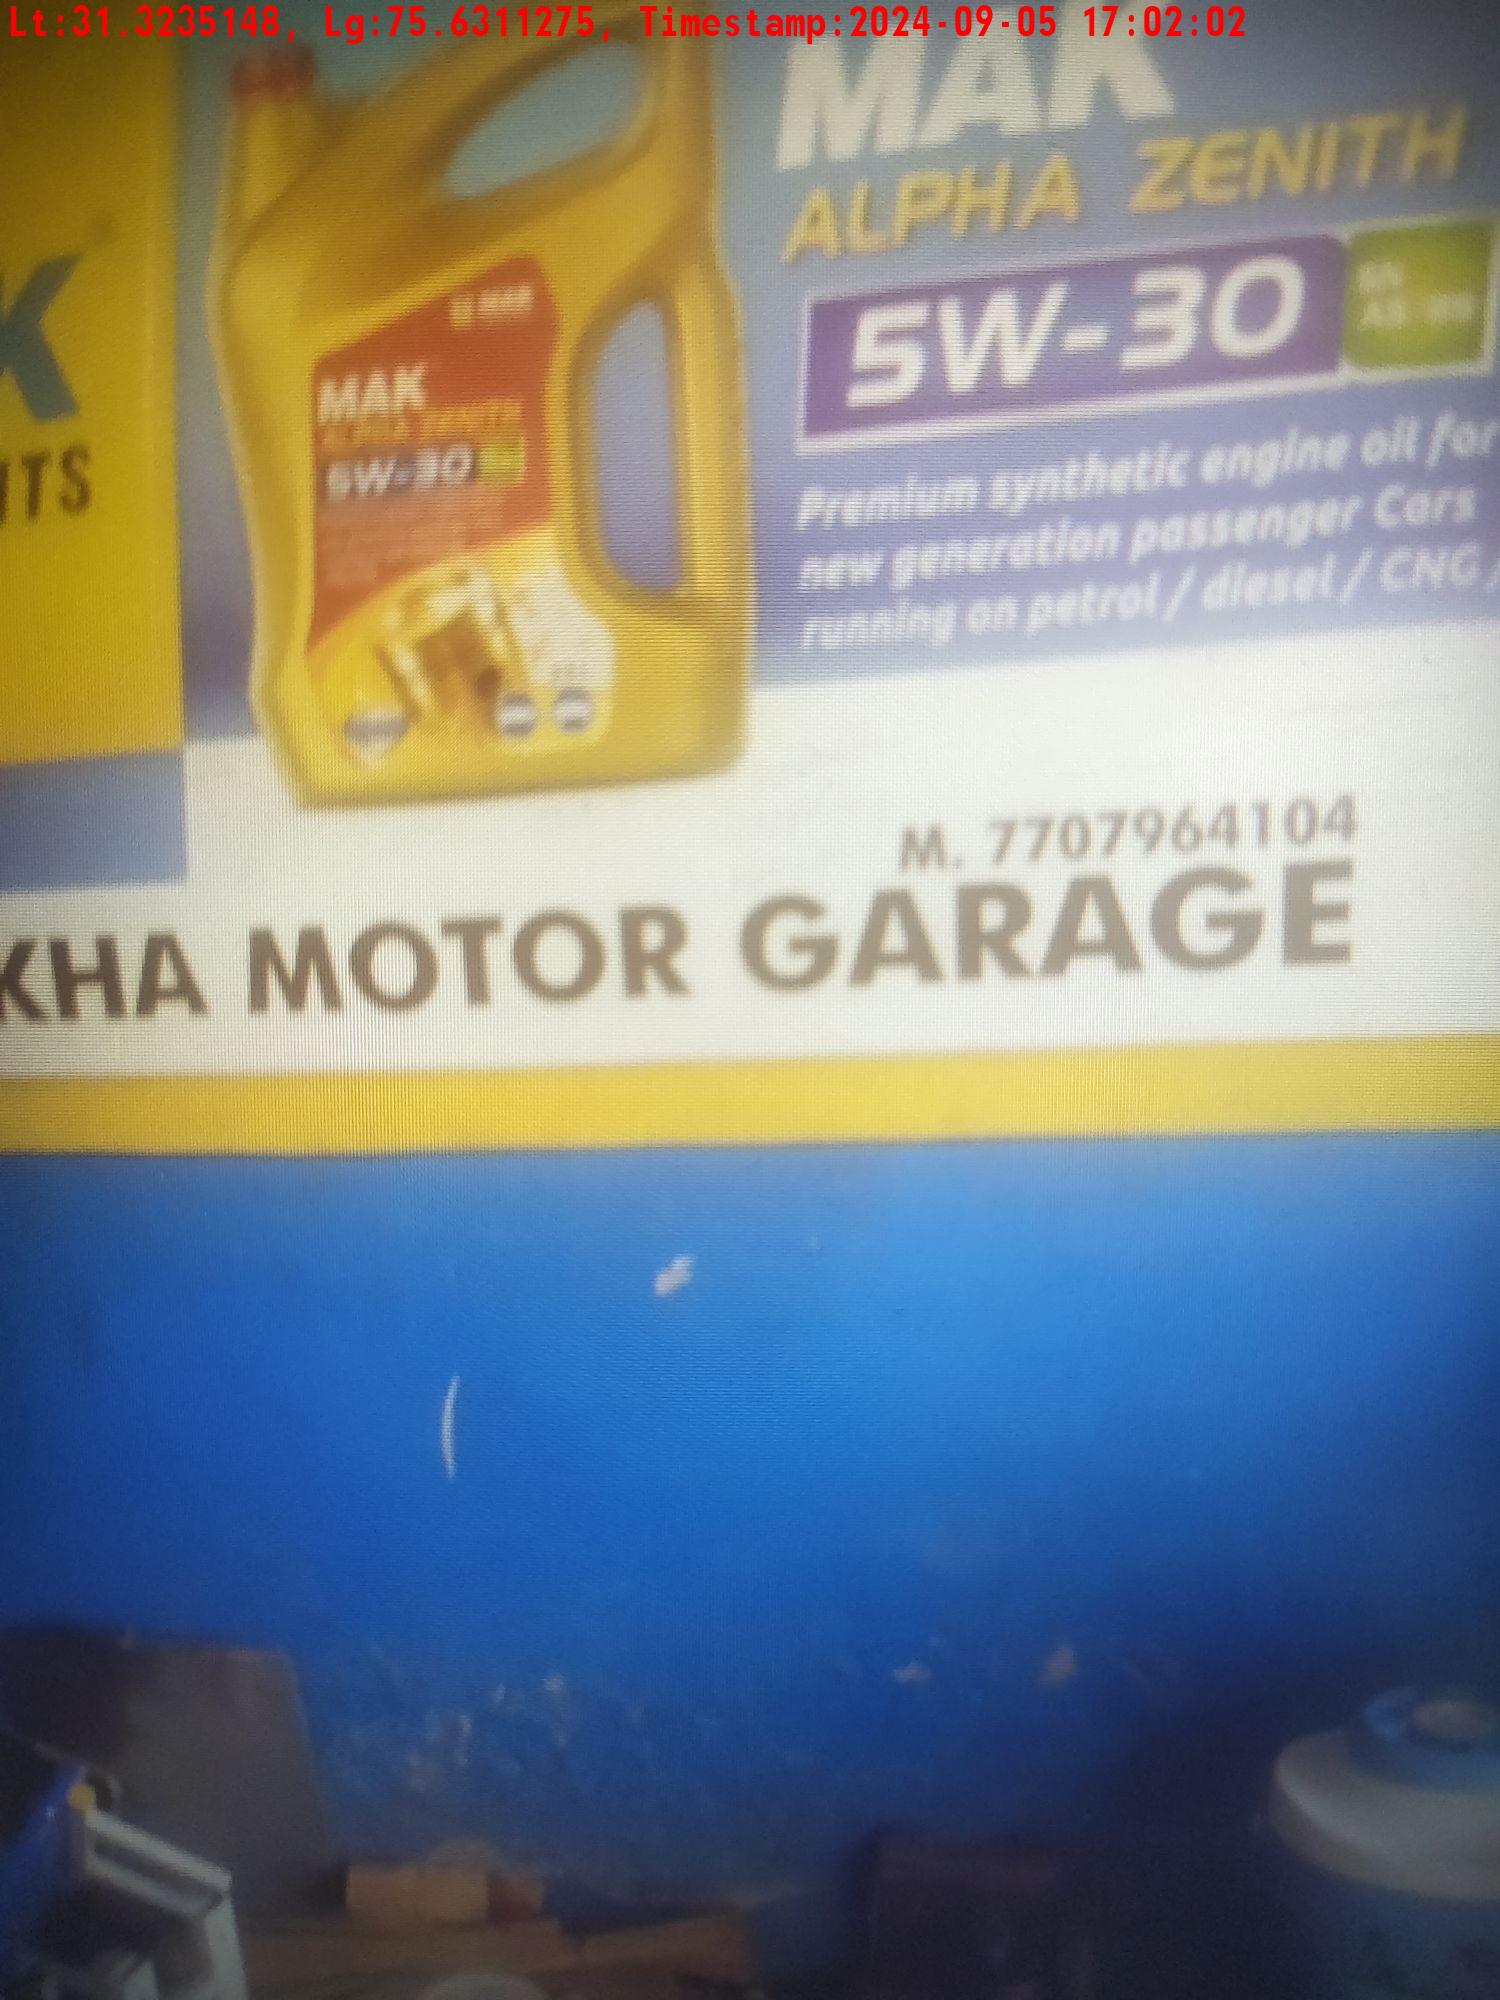 Lt:31.3235148, Lg:75.6311275, Timestamp:2024-09-05 17:02:02
MAK
ALPHA ZENITH
5W-30
Premium synthetic engine oil for
new generation passenger Cars
running on petrol / diesel / CNG /
K
ITS
MAK
ALPHA ZENITH
5W-30
M. 7707964104
KHA MOTOR GARAGE